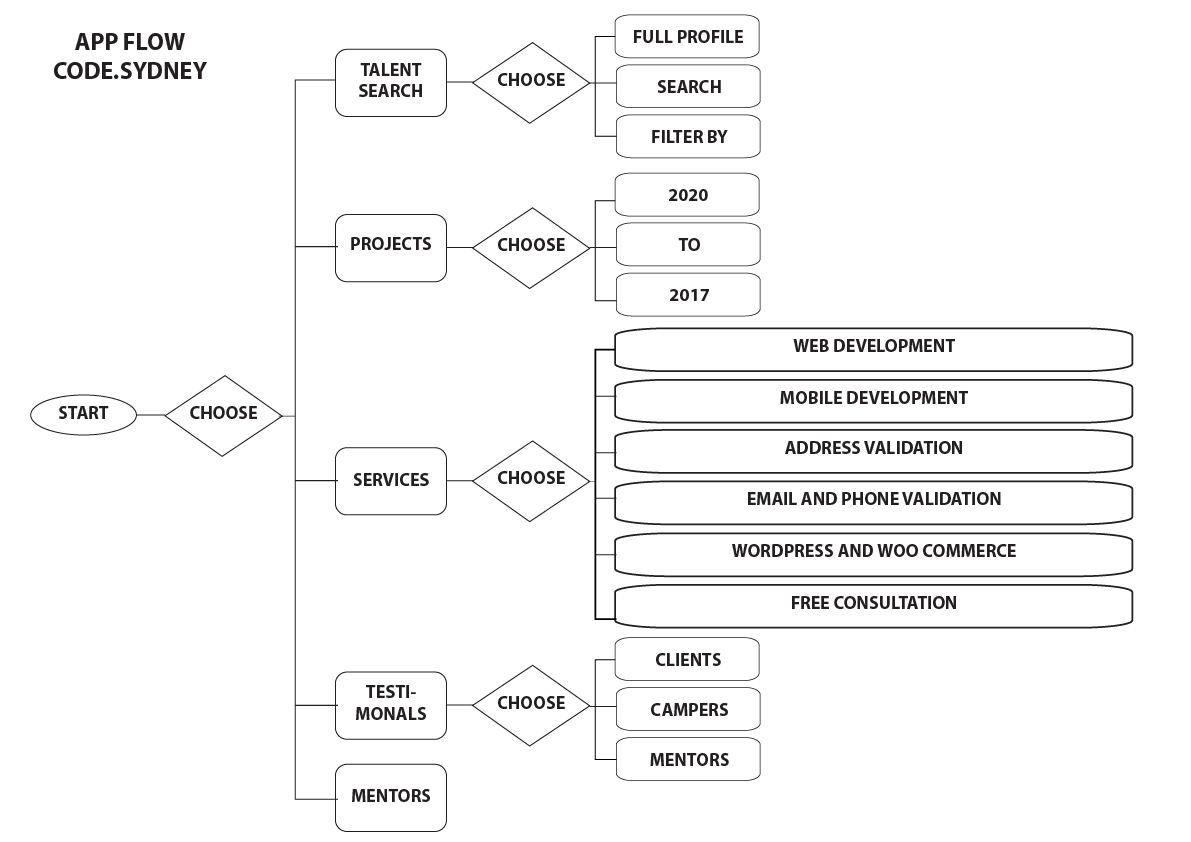 APP FLOW
CODE.SYDNEY
START
CHOOSE
TALENT
SEARCH
CHOOSE
FULL PROFILE
SEARCH
FILTER BY
PROJECTS
CHOOSE
2020
TO
2017
SERVICES
CHOOSE
WEB DEVELOPMENT
MOBILE DEVELOPMENT
ADDRESS VALIDATION
EMAIL AND PHONE VALIDATION
WORDPRESS AND WOO COMMERCE
FREE CONSULTATION
TESTI-
MONALS
CHOOSE
CLIENTS
CAMPERS
MENTORS
MENTORS